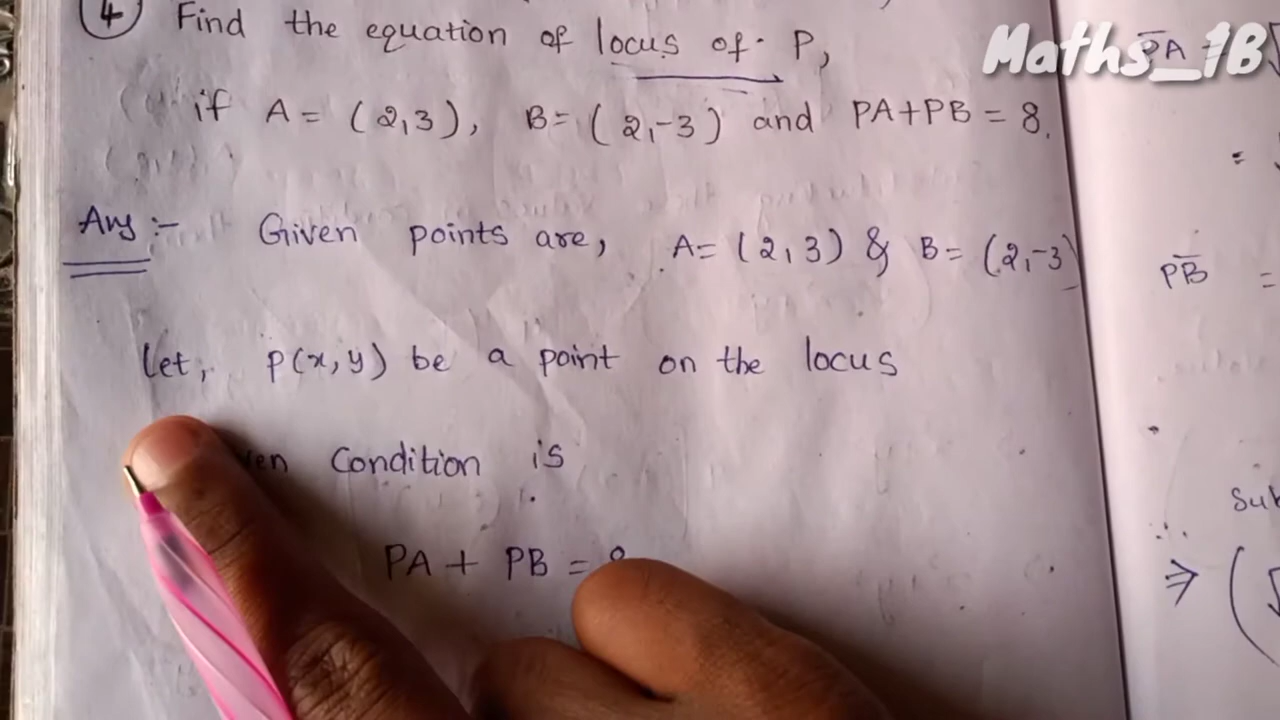 4 Find the equation of locus of P,
if A = (2,3), B= (2,-3) and PA+PB = 8.
Ans :- Given points are, A= (2,3) & B= (2,-3)
Let, P(x,y) be a point on the locus
Condition is
PA + PB =
Maths_1B
PA =
=
PB =
⇒ (